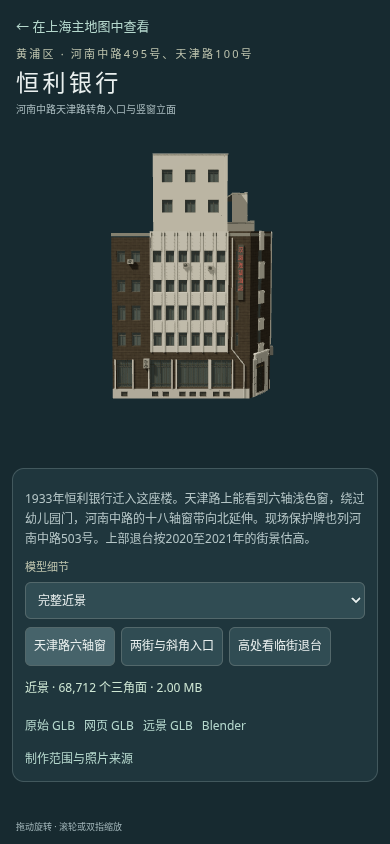 ← 在上海主地图中查看
黄浦区 · 河南中路495号、天津路100号
恒利银行
河南中路天津路转角入口与竖窗立面
1933年恒利银行迁入这座楼。天津路上能看到六轴浅色窗，绕过
幼儿园门，河南中路的十八轴窗带向北延伸。现场保护牌也列河
南中路503号。上部退台按2020至2021年的街景估高。
模型细节
完整近景
天津路六轴窗
两街与斜角入口
高处看临街退台
近景 · 68,712 个三角面 · 2.00 MB
原始 GLB 网页 GLB 远景 GLB Blender
制作范围与照片来源
拖动旋转 · 滚轮或双指缩放